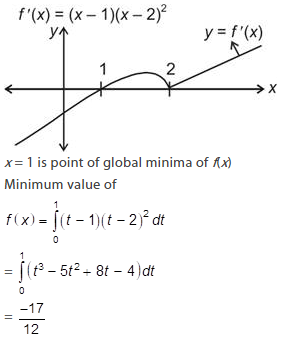 f'(x) = (x – 1)(x – 2)²
y
y = f'(x)
1 2
x
x = 1 is point of global minima of f(x)
Minimum value of
f(x) = ∫₀¹ (t – 1)(t – 2)² dt
= ∫₀¹ (t³ – 5t² + 8t – 4)dt
= –17/12